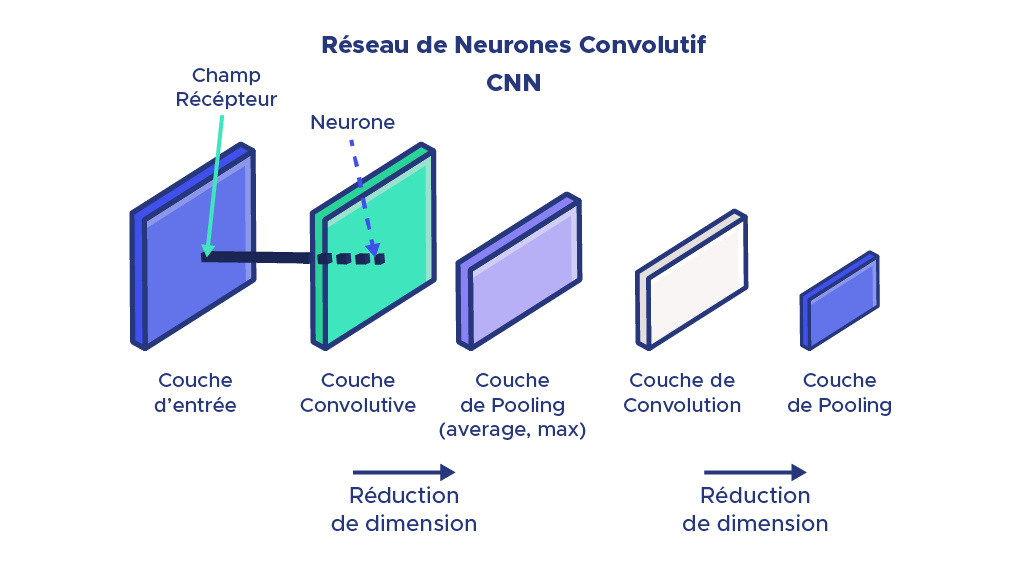 Réseau de Neurones Convolutif
CNN
Champ
Récépteur
Neurone
Couche
d’entrée
Couche
Convolutive
Couche
de Pooling
(average, max)
Couche de
Convolution
Couche
de Pooling
Réduction
de dimension
Réduction
de dimension